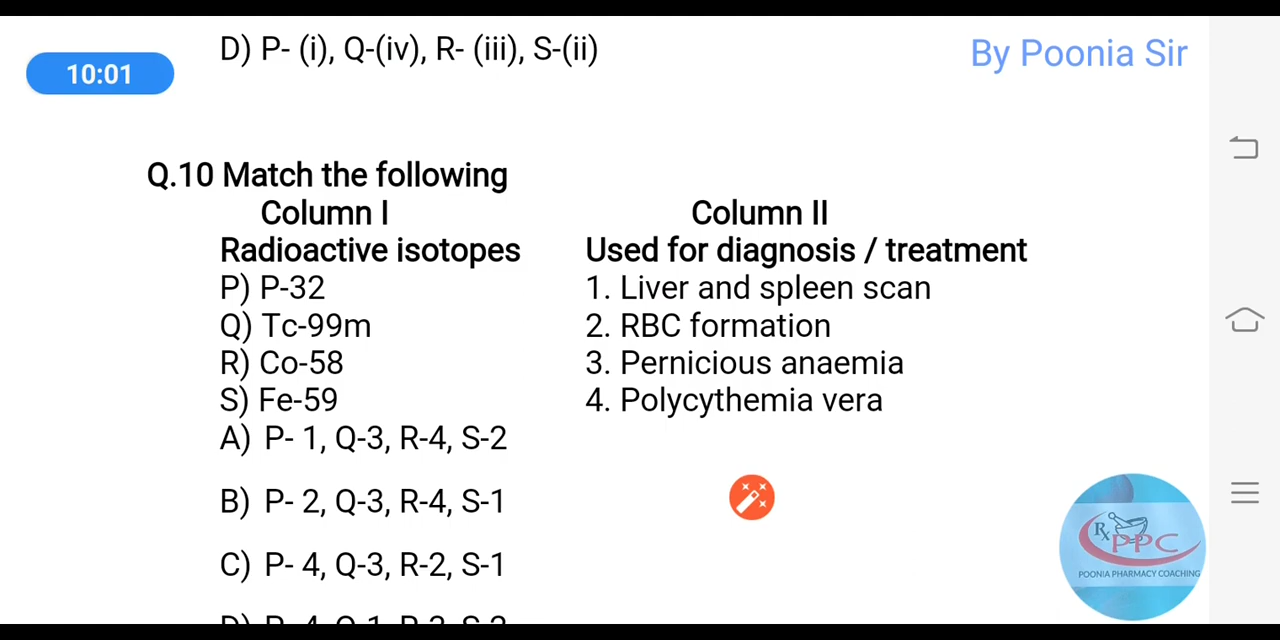 D) P- (i), Q-(iv), R- (iii), S-(ii)
By Poonia Sir
10:01
Q.10 Match the following
Column I
Column II
Radioactive isotopes
Used for diagnosis / treatment
P) P-32
1. Liver and spleen scan
Q) Tc-99m
2. RBC formation
R) Co-58
3. Pernicious anaemia
S) Fe-59
4. Polycythemia vera
A) P- 1, Q-3, R-4, S-2
B) P- 2, Q-3, R-4, S-1
C) P- 4, Q-3, R-2, S-1
Rx
PPC
POONIA PHARMACY COACHING